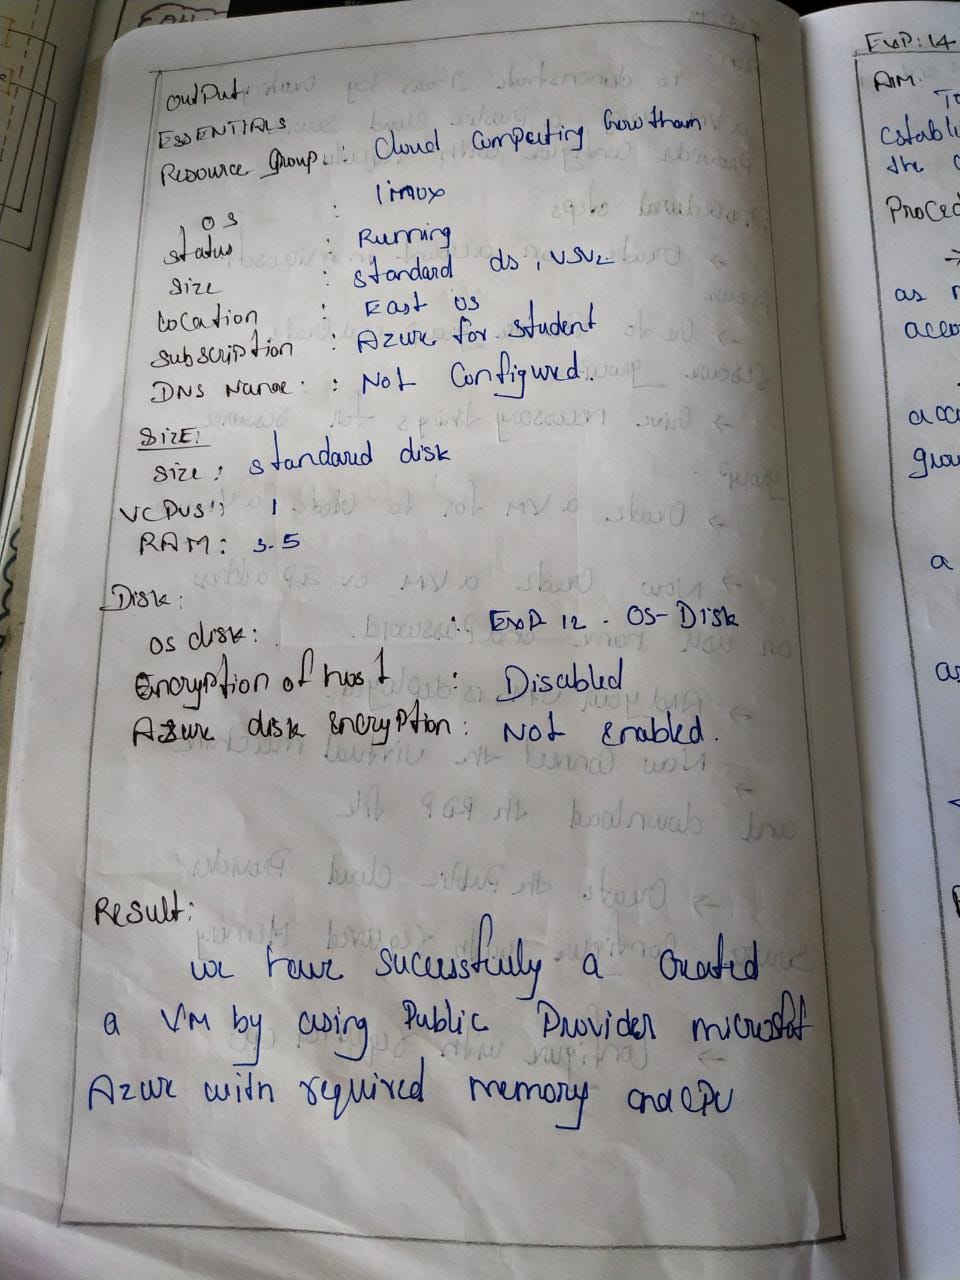 output:
ESSENTIALS
Resource Group: : Cloud Computing Gowtham
OS : linux
status : Running
size : standard ds1 VSV2
Location : East US
subscription : Azure for student
DNS Name: : Not Configured.
SIZE:
size: standard disk
VCPUS: 1
RAM: 3.5
Disk:
os disk: : EXP 12 - OS-Disk
Encryption of host : Disabled
Azure disk encryption: Not Enabled.
Result:
we have sucessfully a created
a VM by using Public Provider microsoft
Azure with required memory and CPU
EXP: 14
AIM:
To
establi
the
Proced
as
acco
acc
grou
a
as